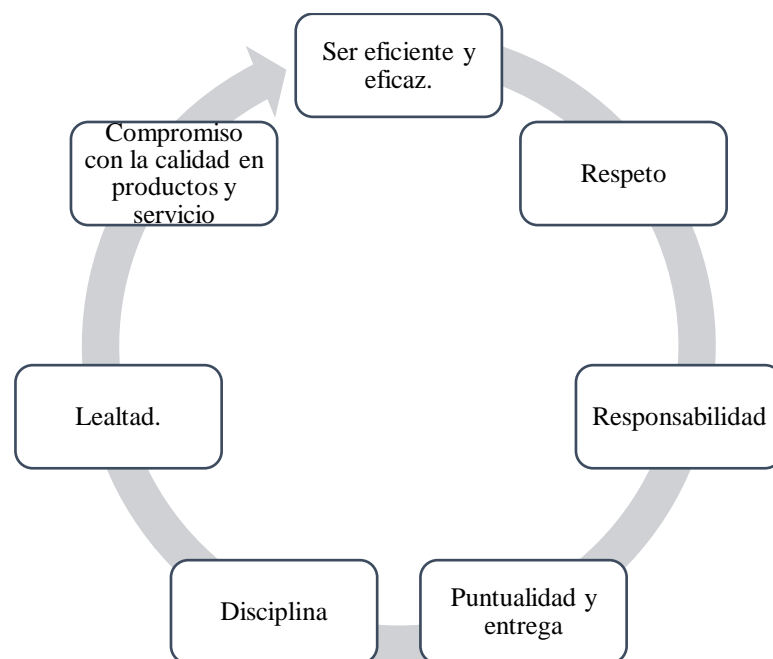 Ser eficiente y
eficaz.
Respeto
Responsabilidad
Puntualidad y
entrega
Disciplina
Lealtad.
Compromiso
con la calidad en
productos y
servicio